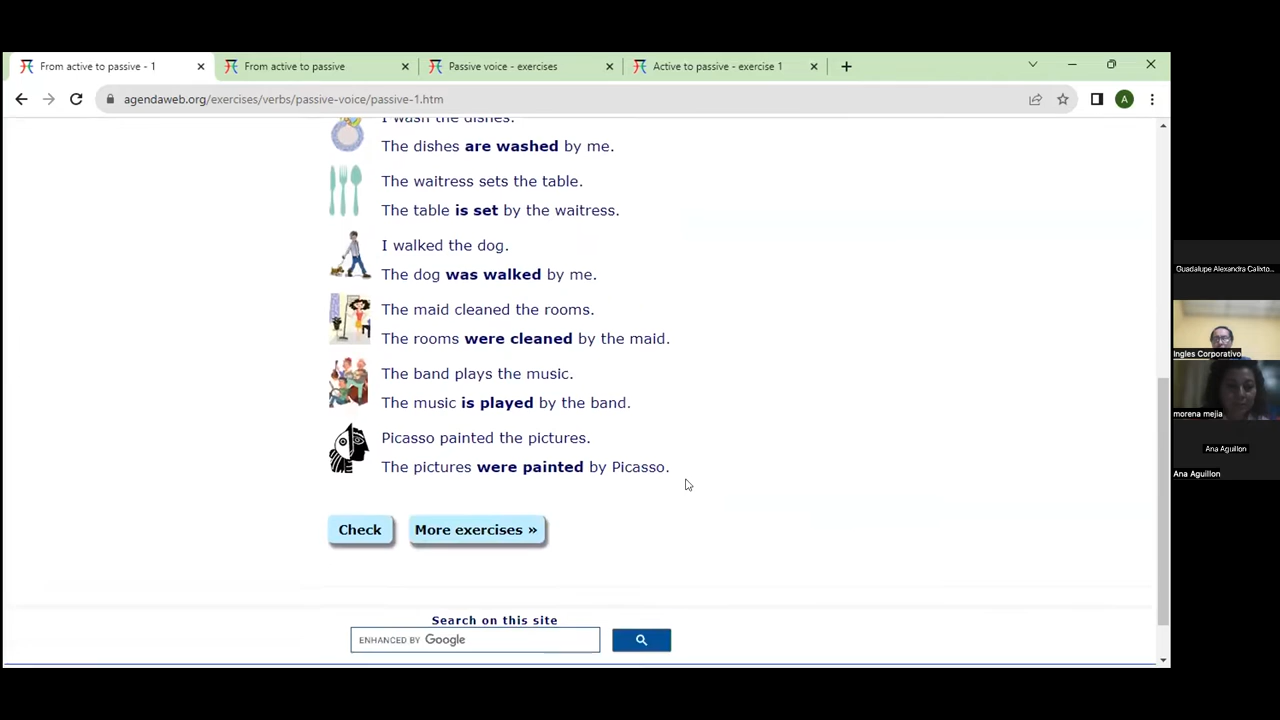 From active to passive - 1
From active to passive
Passive voice - exercises
Active to passive - exercise 1
agendaweb.org/exercises/verbs/passive-voice/passive-1.htm
A
I wash the dishes.
The dishes are washed by me.
The waitress sets the table.
The table is set by the waitress.
I walked the dog.
The dog was walked by me.
The maid cleaned the rooms.
The rooms were cleaned by the maid.
The band plays the music.
The music is played by the band.
Picasso painted the pictures.
The pictures were painted by Picasso.
Check
More exercises »
Search on this site
ENHANCED BY Google
Guadalupe Alexandra Calixto...
Ingles Corporativo
morena mejia
Ana Aguillon
Ana Aguillon